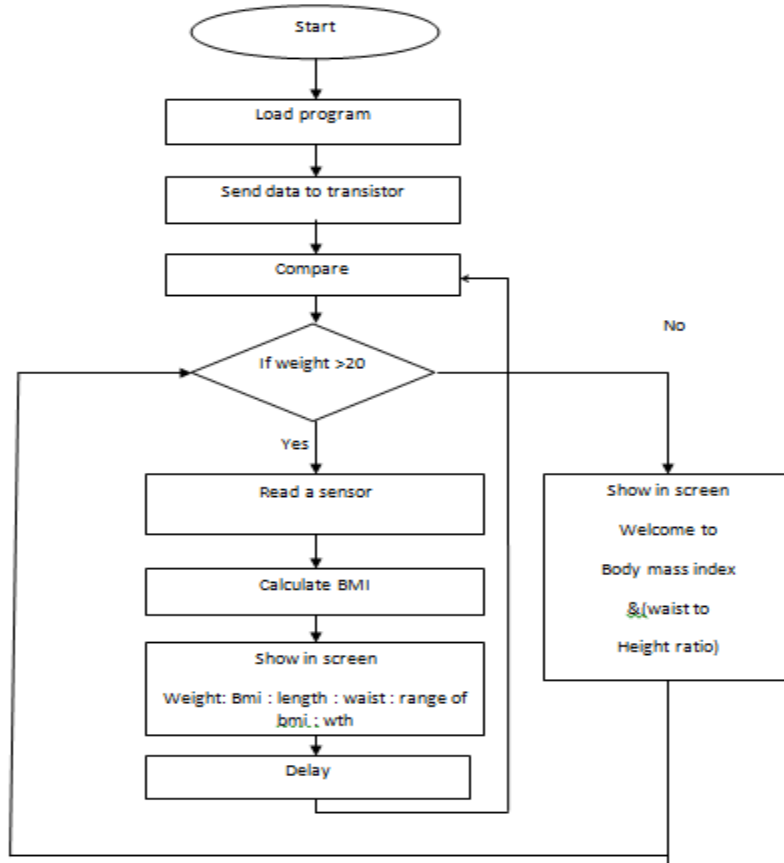 Start
Load program
Send data to transistor
Compare
No
If weight >20
Yes
Read a sensor
Calculate BMI
Show in screen
Weight: Bmi : length : waist : range of
bmi : wth
Delay
Show in screen
Welcome to
Body mass index
&(waist to
Height ratio)